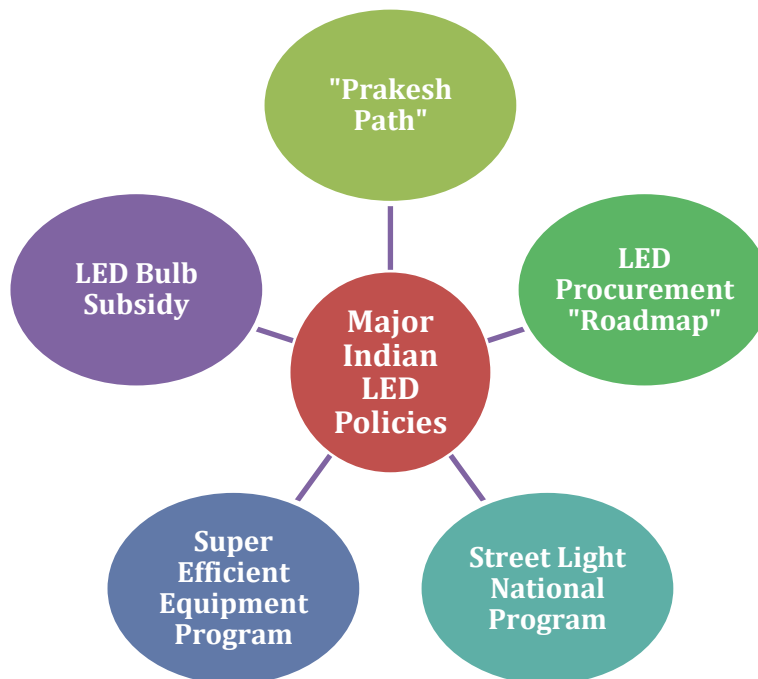 "Prakesh
Path"
LED
Procurement
"Roadmap"
Street Light
National
Program
Super
Efficient
Equipment
Program
LED Bulb
Subsidy
Major
Indian
LED
Policies